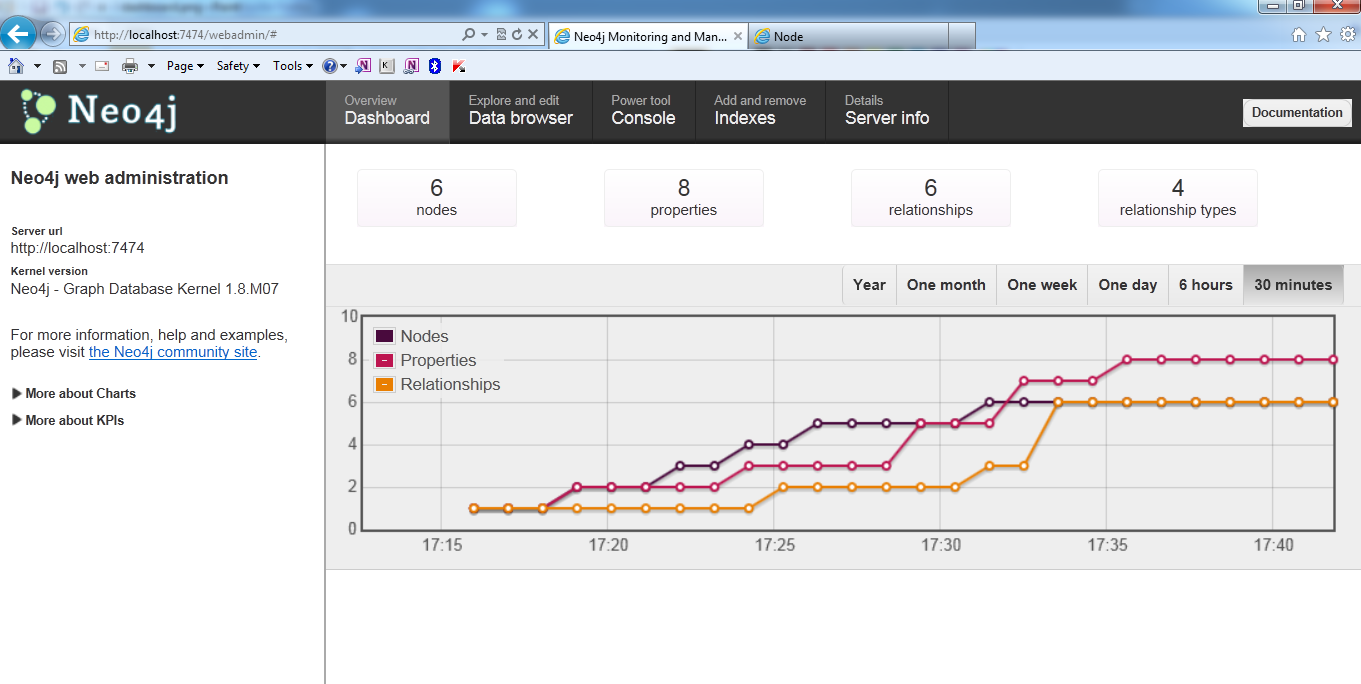 http://localhost:7474/webadmin/#
Neo4j Monitoring and Man...
Node
Page
Safety
Tools
Neo4j
Overview
Dashboard
Explore and edit
Data browser
Power tool
Console
Add and remove
Indexes
Details
Server info
Documentation
Neo4j web administration
Server url
http://localhost:7474
Kernel version
Neo4j - Graph Database Kernel 1.8.M07
For more information, help and examples,
please visit the Neo4j community site.
More about Charts
More about KPIs
6
nodes
8
properties
6
relationships
4
relationship types
Year
One month
One week
One day
6 hours
30 minutes
Nodes
Properties
Relationships
10
8
6
4
2
0
17:15
17:20
17:25
17:30
17:35
17:40